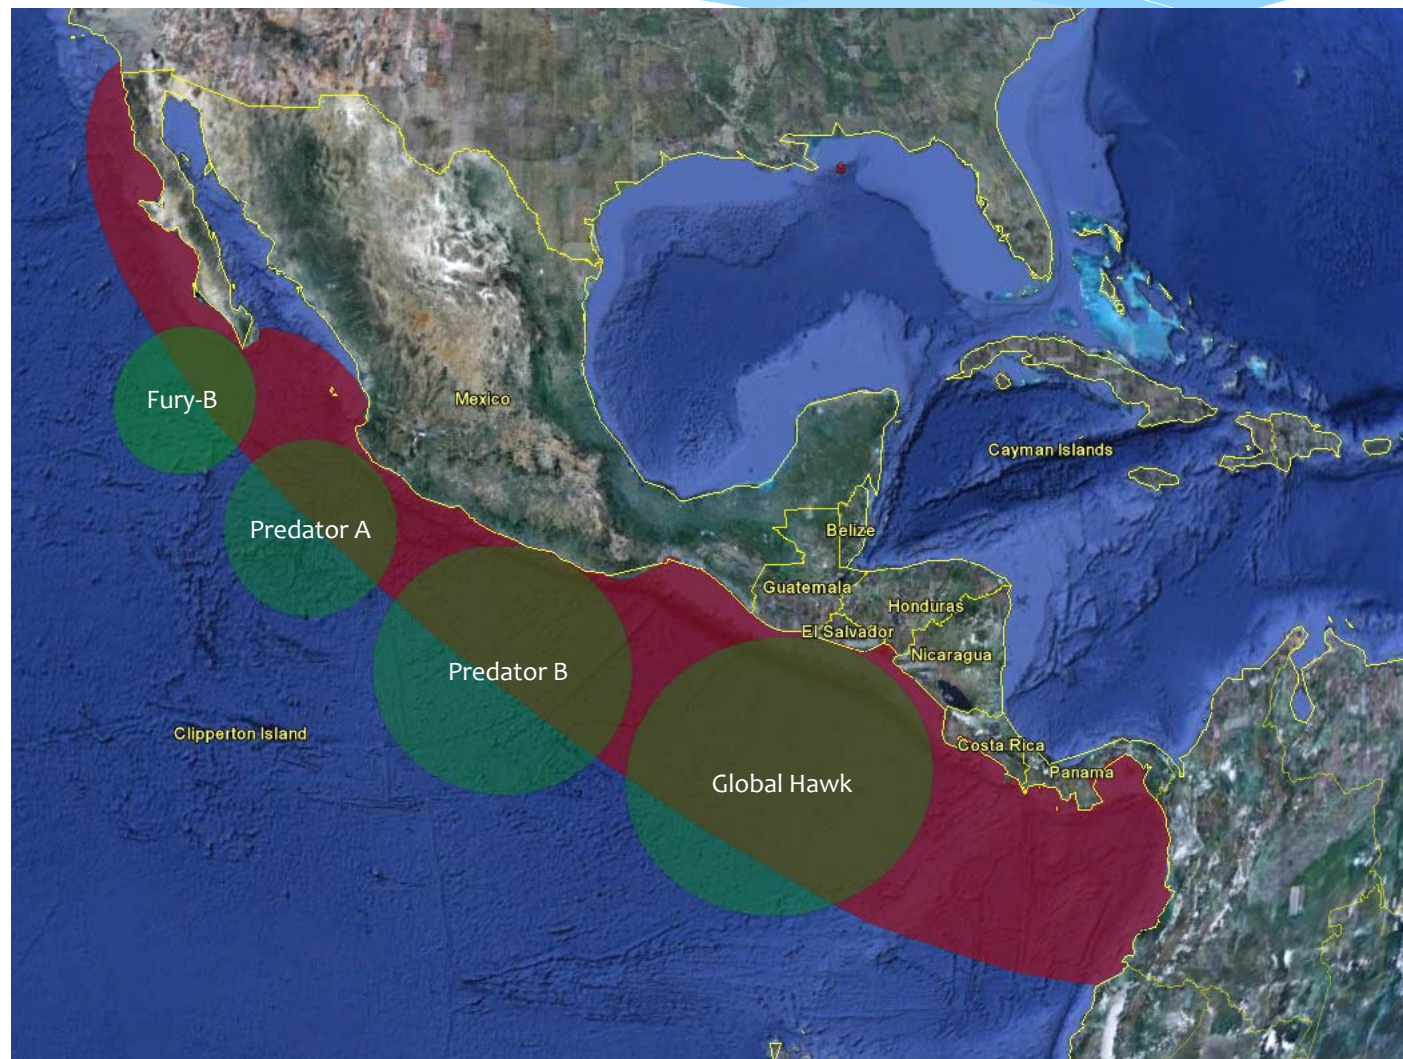 Fury-B
Mexico
Cayman Islands
Predator A
Belize
Guatemala
Honduras
El Salvador
Nicaragua
Predator B
Clipperton Island
Costa Rica
Panama
Global Hawk